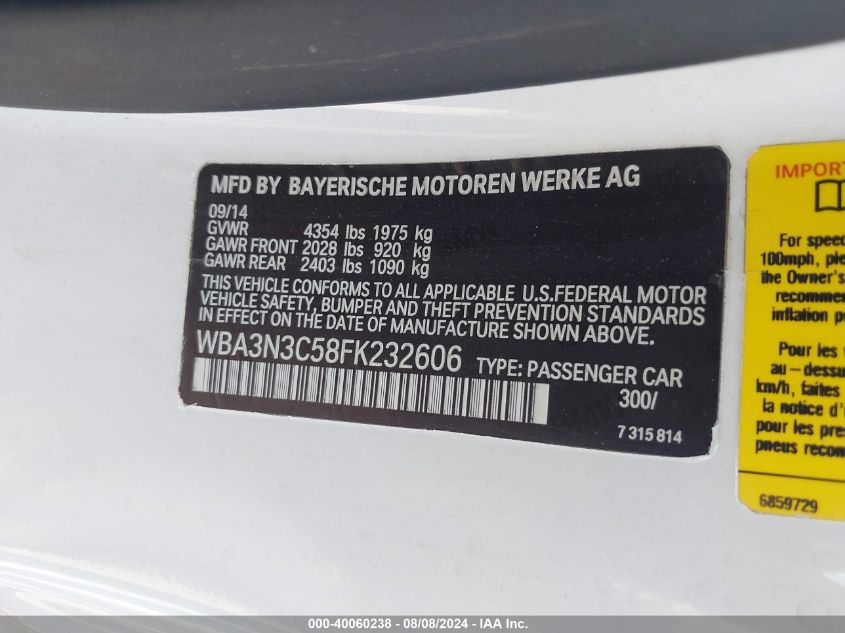 MFD BY BAYERISCHE MOTOREN WERKE AG
09/14
GVWR 4354 lbs 1975 kg
GAWR FRONT 2028 lbs 920 kg
GAWR REAR 2403 lbs 1090 kg
THIS VEHICLE CONFORMS TO ALL APPLICABLE U.S.FEDERAL MOTOR
VEHICLE SAFETY, BUMPER AND THEFT PREVENTION STANDARDS
IN EFFECT ON THE DATE OF MANUFACTURE SHOWN ABOVE.
WBA3N3C58FK232606 TYPE: PASSENGER CAR
300/
7 315 814
IMPORT
For speed
100mph, ple
the Owner's
recommen
inflation p
Pour les
au-dessu
km/h, faites
la notice d'
pour les pre
pneus recom
6859729
000-40060238 - 08/08/2024 - IAA Inc.